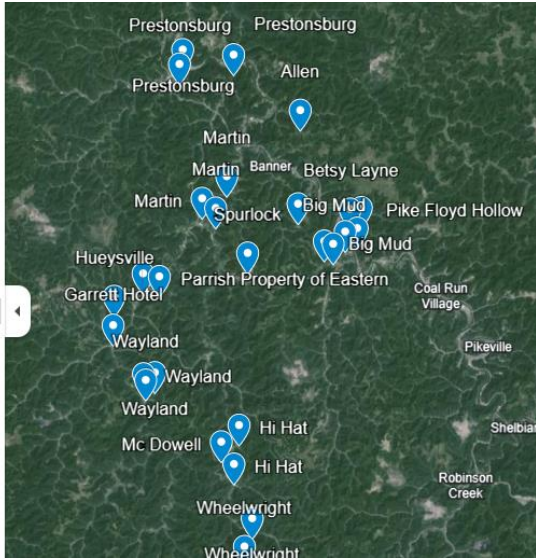 Prestonsburg
Prestonsburg
Prestonsburg
Allen
Martin
Martin
Banner
Betsy Layne
Martin
Spurlock
Big Mud
Pike Floyd Hollow
Big Mud
Hueysville
Parrish Property of Eastern
Garrett Hotel
Coal Run
Village
Wayland
Pikeville
Wayland
Wayland
Hi Hat
Shelbian
Mc Dowell
Hi Hat
Robinson
Creek
Wheelwright
Wheelwright